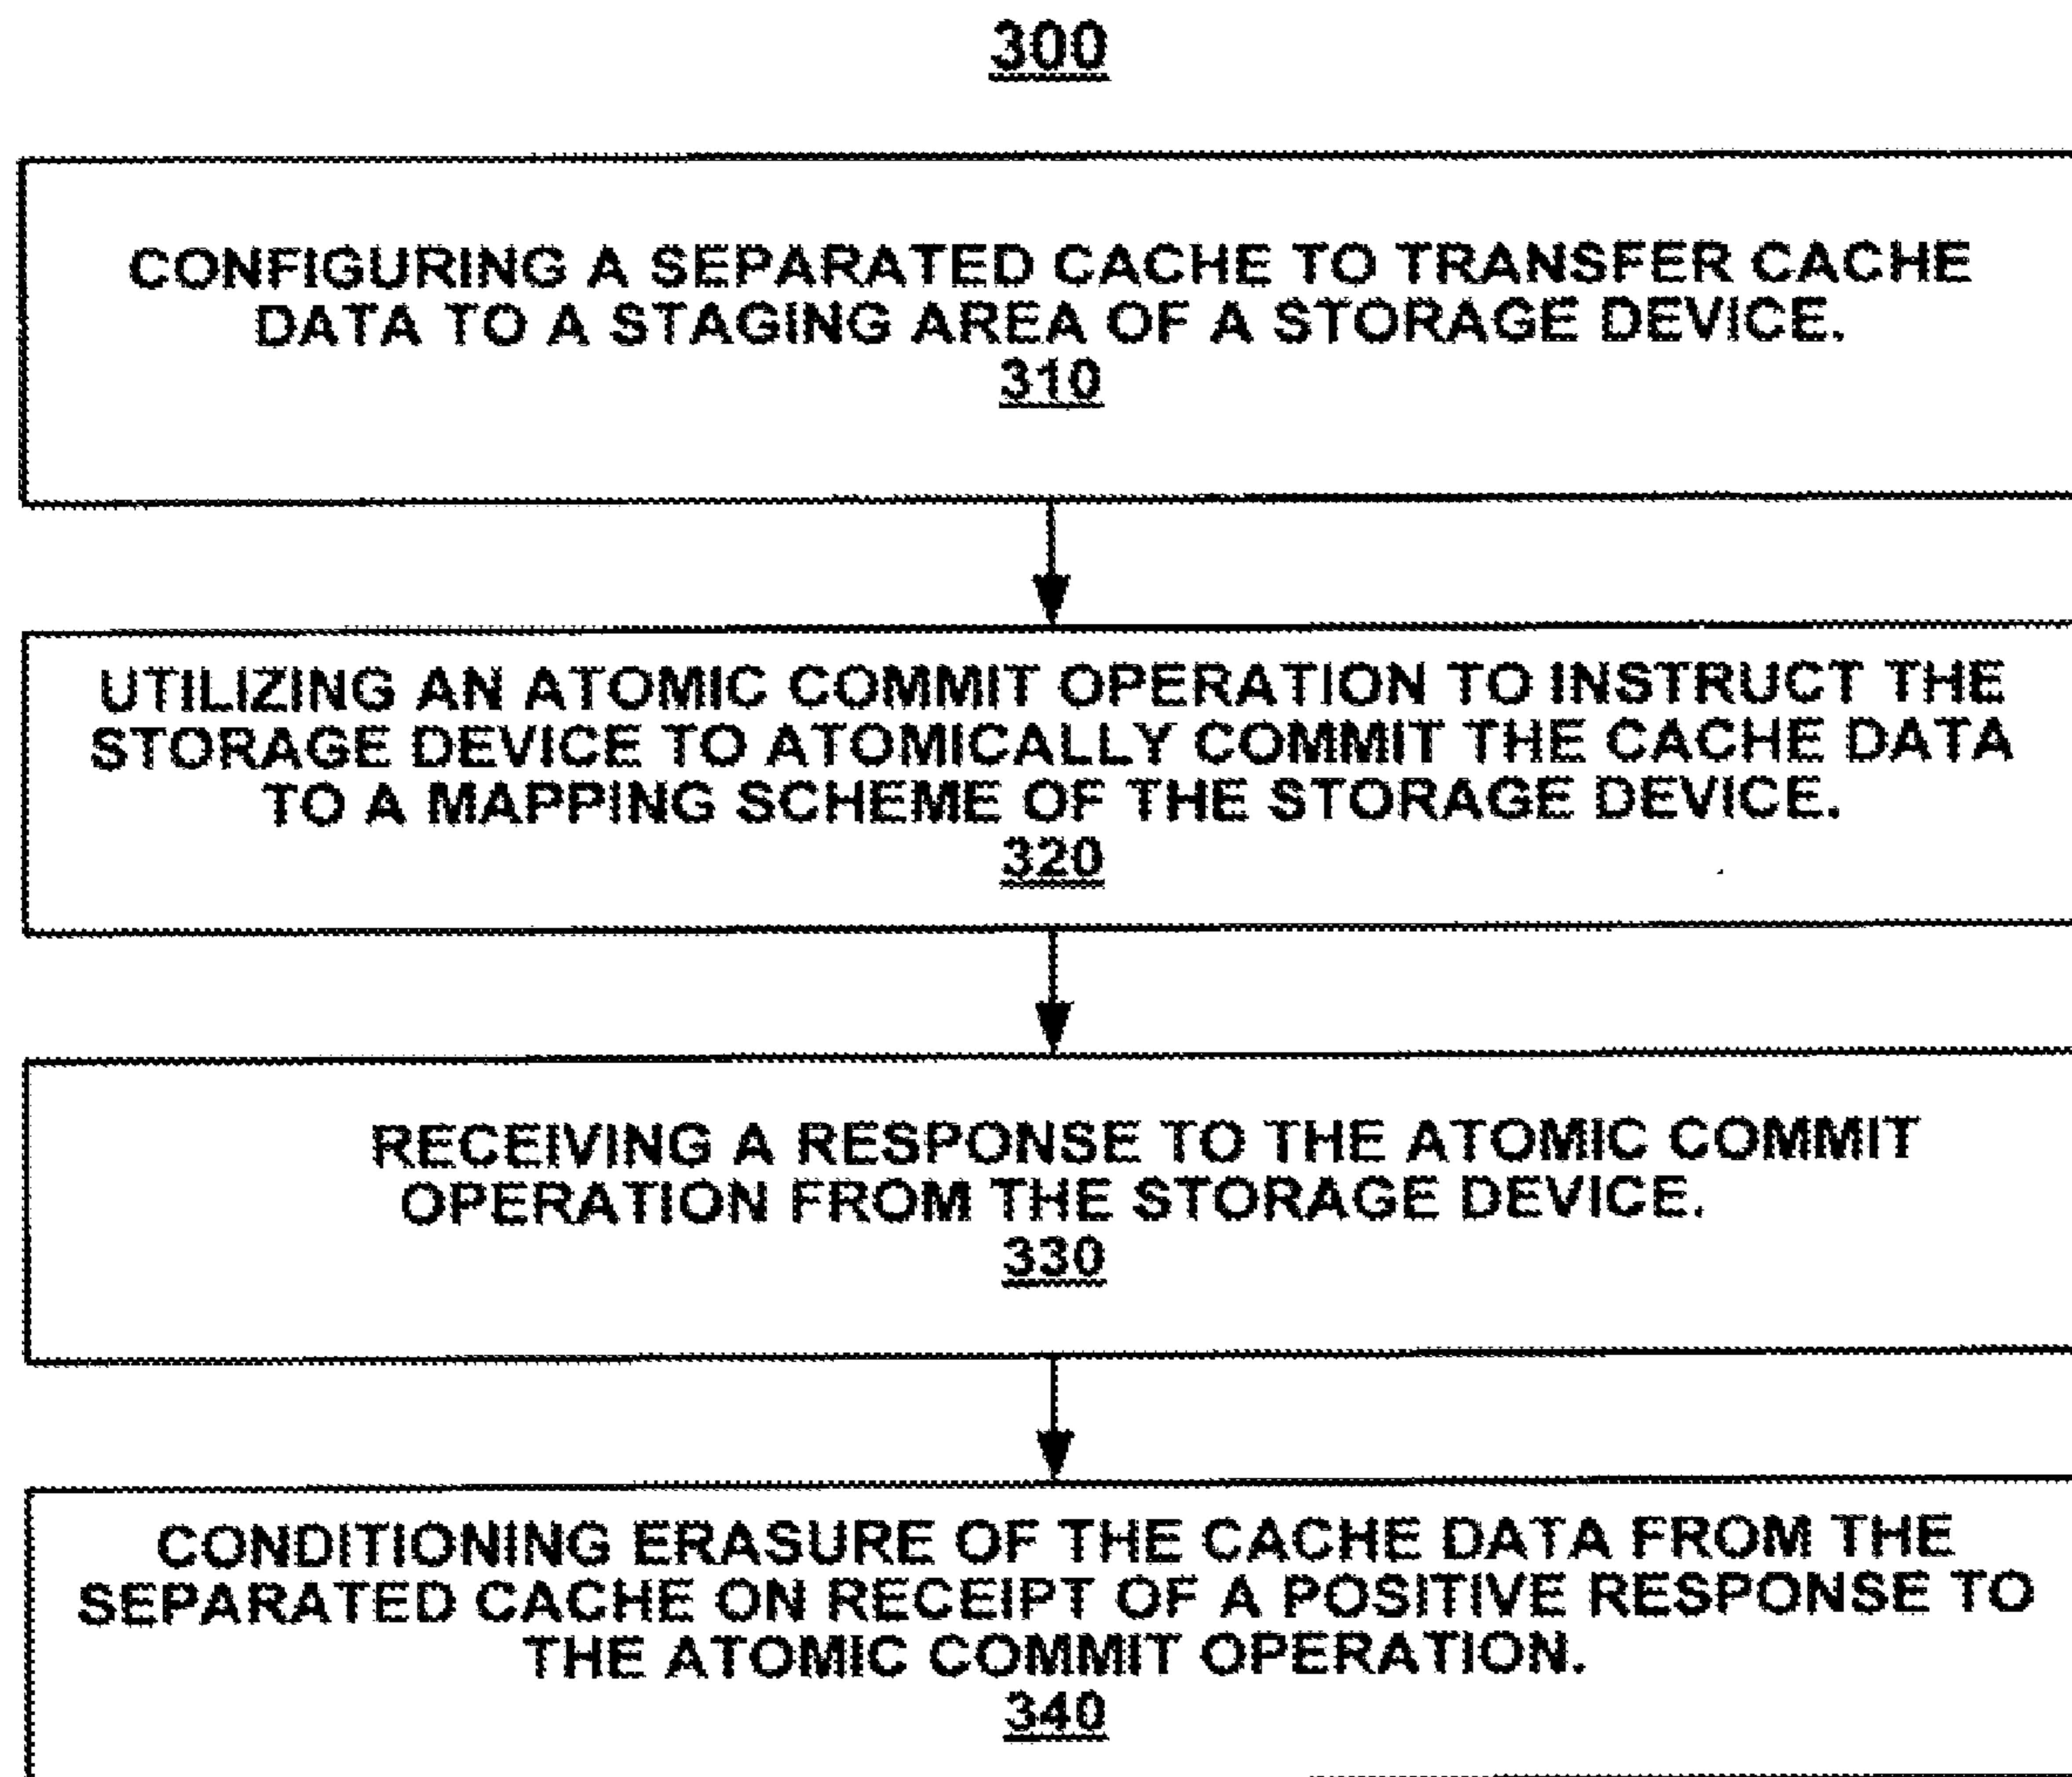 300
CONFIGURING A SEPARATED CACHE TO TRANSFER CACHE
DATA TO A STAGING AREA OF A STORAGE DEVICE.
310
UTILIZING AN ATOMIC COMMIT OPERATION TO INSTRUCT THE
STORAGE DEVICE TO ATOMICALLY COMMIT THE CACHE DATA
TO A MAPPING SCHEME OF THE STORAGE DEVICE.
320
RECEIVING A RESPONSE TO THE ATOMIC COMMIT
OPERATION FROM THE STORAGE DEVICE.
330
CONDITIONING ERASURE OF THE CACHE DATA FROM THE
SEPARATED CACHE ON RECEIPT OF A POSITIVE RESPONSE TO
THE ATOMIC COMMIT OPERATION.
340